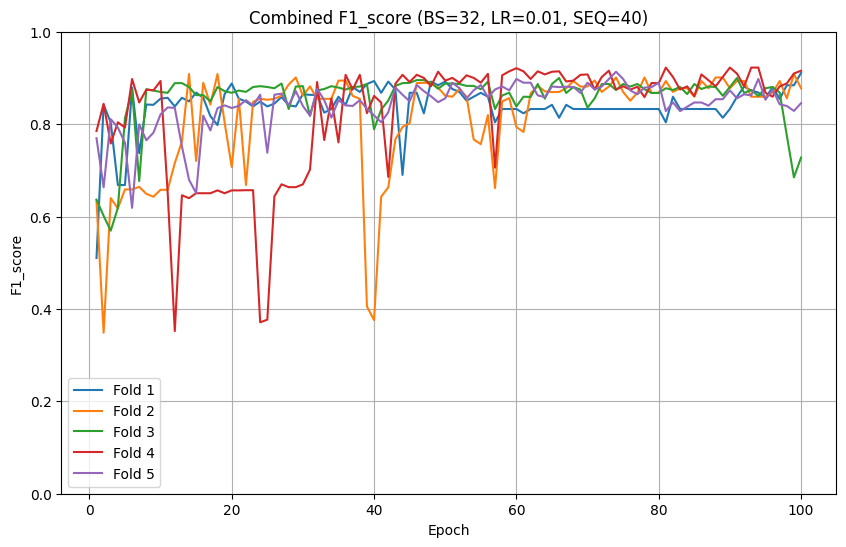 Combined F1_score (BS=32, LR=0.01, SEQ=40)
F1_score
1.0
0.8
0.6
0.4
0.2
0.0
Fold 1
Fold 2
Fold 3
Fold 4
Fold 5
0 20 40 60 80 100
Epoch